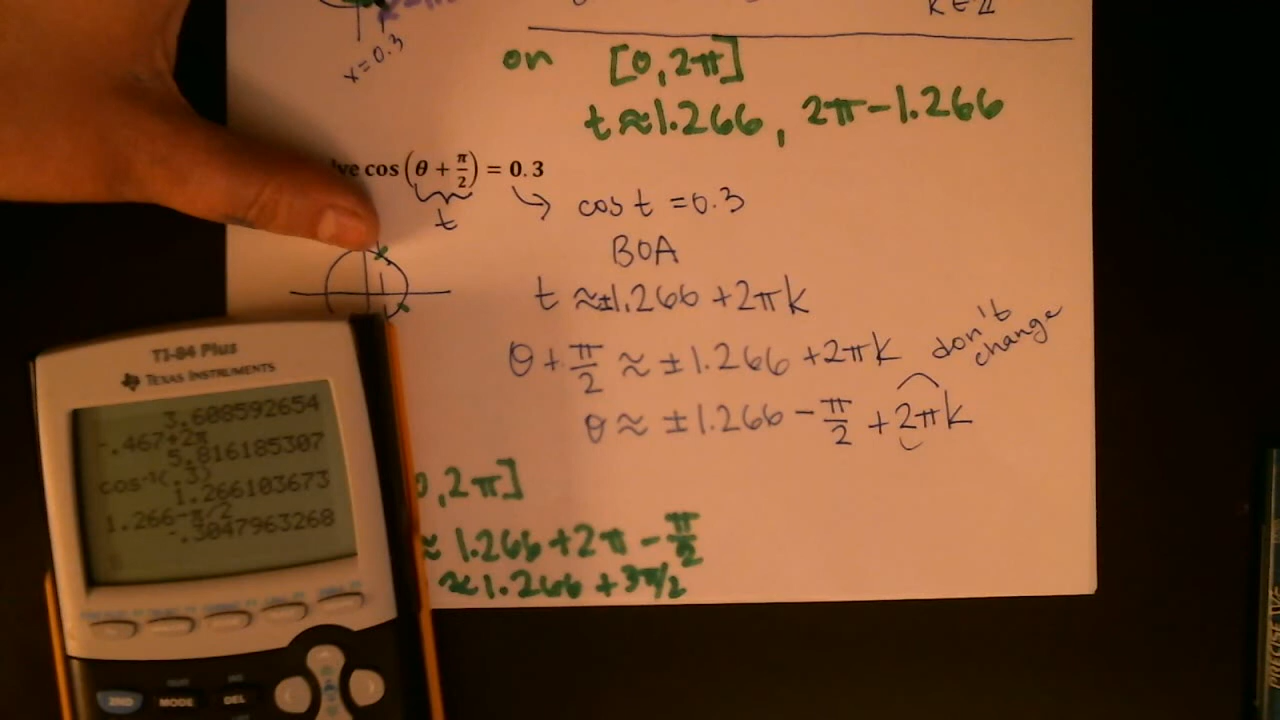 k ∈ ℤ
x=0.3
on [0, 2π]
t≈1.266, 2π-1.266
cos(θ + π/2) = 0.3
t
cos t = 0.3
BOA
t ≈±1.266 +2πk
θ + π/2 ≈ ±1.266 +2πk
don't change
θ ≈ ±1.266 - π/2 + 2πk
, 2π]
≈ 1.266+2π - π/2
≈1.266 + 3π/2
TI-84 Plus
TEXAS INSTRUMENTS
3.608592654
-.467+2π
5.816185307
cos⁻¹(.3)
1.266103673
1.266-π/2
-.3047963268
2ND
MODE
DEL